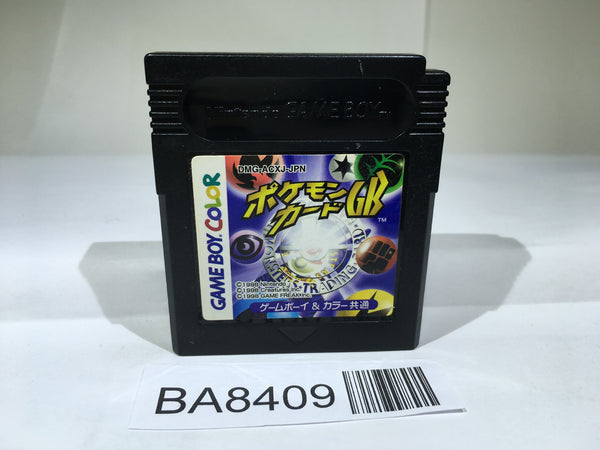 Nintendo GAME BOY
TM
DMG-ACXJ-JPN
ポケモン
カードGB
TM
GAME BOY COLOR
©1998 Nintendo
©1998 Creatures Inc.
©1998 GAME FREAK inc.
ゲームボーイ & カラー 共通
BA8409